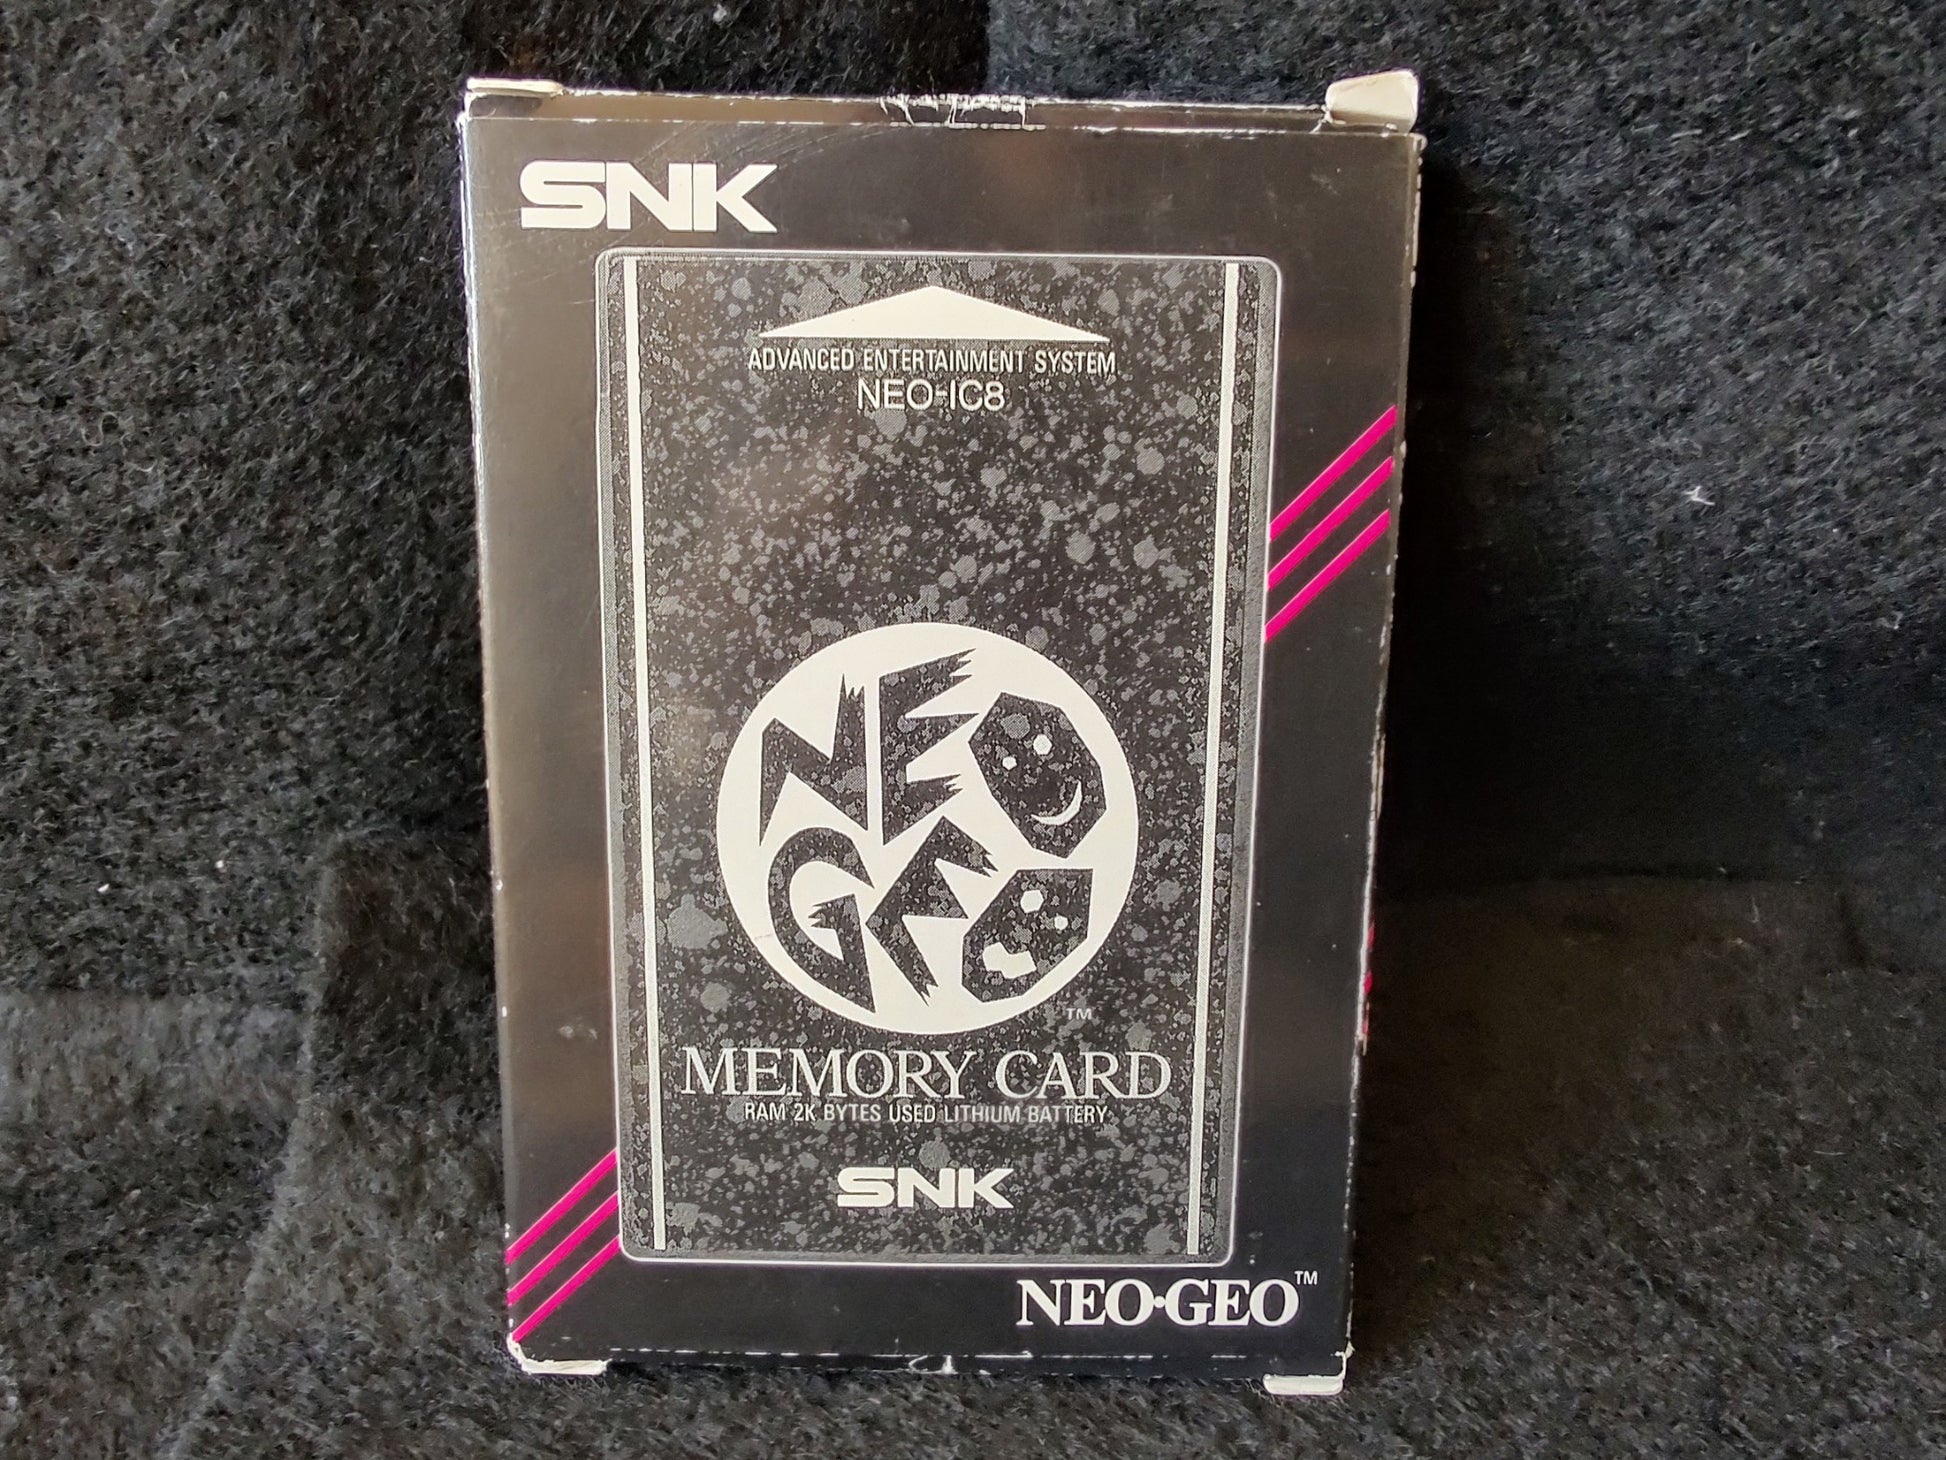 SNK
ADVANCED ENTERTAINMENT SYSTEM
NEO-IC8
NEO
GEO
TM
MEMORY CARD
RAM 2K BYTES USED LITHIUM BATTERY
SNK
NEO·GEO™